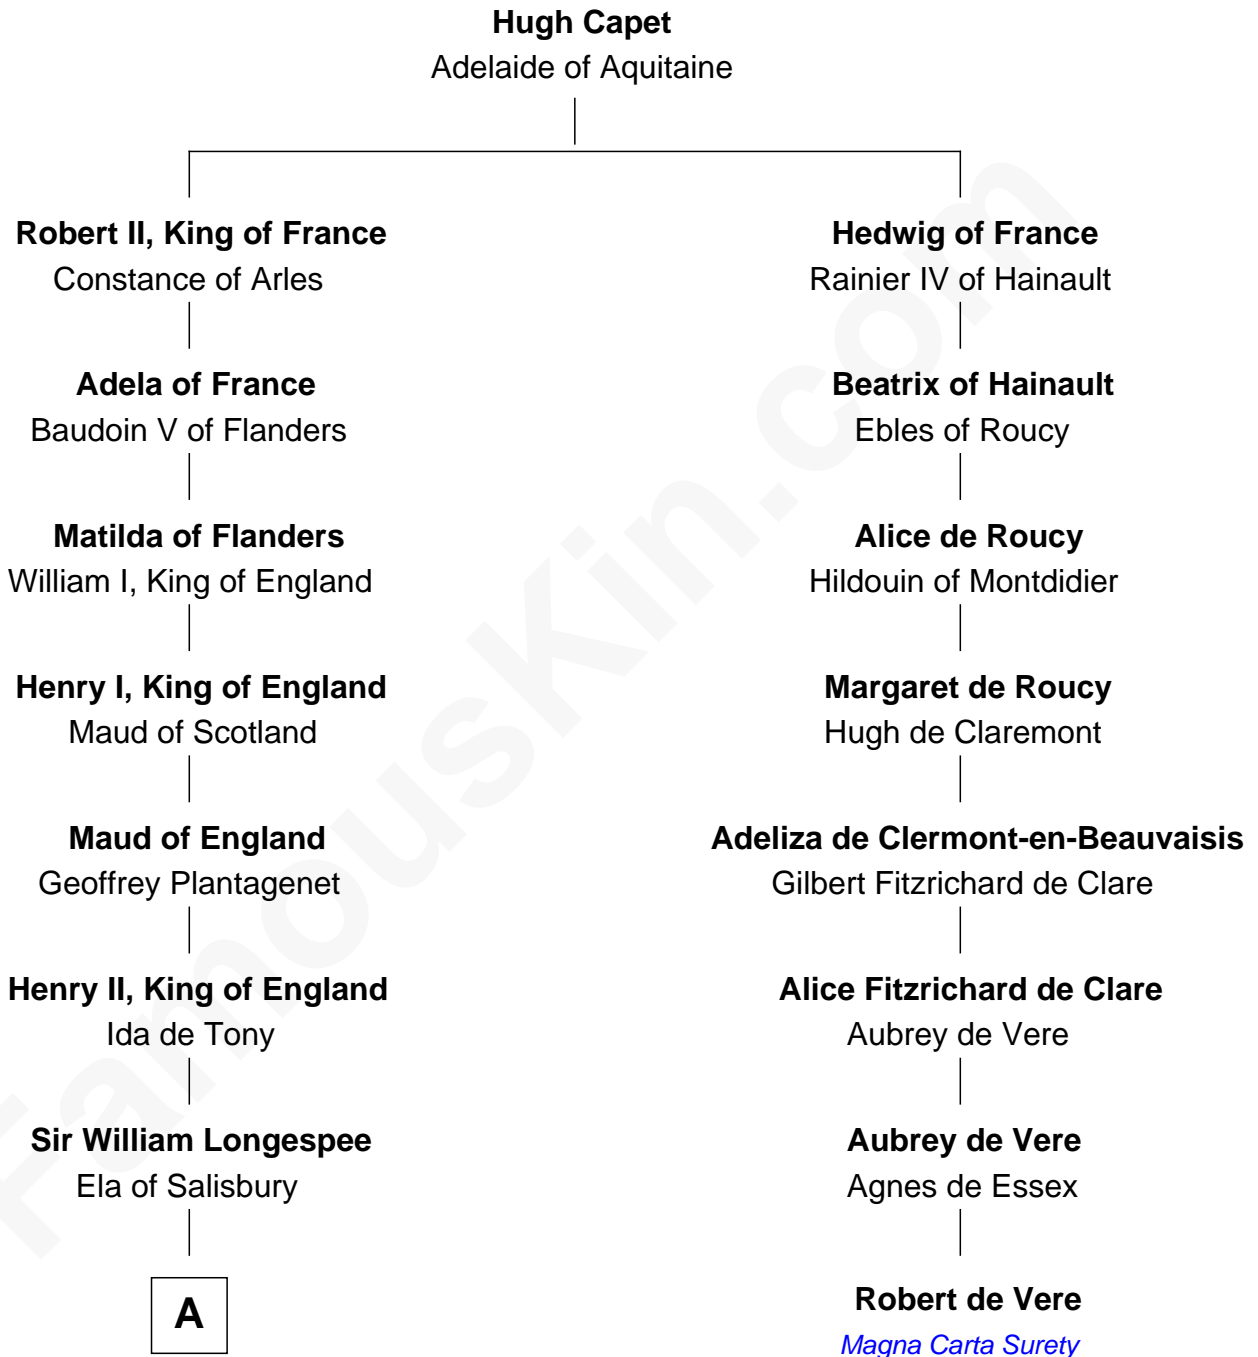 Hugh Capet
Adelaide of Aquitaine
Robert II, King of France
Constance of Arles
Hedwig of France
Rainier IV of Hainault
Adela of France
Baudoin V of Flanders
Beatrix of Hainault
Ebles of Roucy
Matilda of Flanders
William I, King of England
Alice de Roucy
Hildouin of Montdidier
Henry I, King of England
Maud of Scotland
Margaret de Roucy
Hugh de Claremont
Maud of England
Geoffrey Plantagenet
Adeliza de Clermont-en-Beauvaisis
Gilbert Fitzrichard de Clare
Henry II, King of England
Ida de Tony
Alice Fitzrichard de Clare
Aubrey de Vere
Sir William Longespee
Ela of Salisbury
Aubrey de Vere
Agnes de Essex
A
Robert de Vere
Magna Carta Surety
FamousKin.com